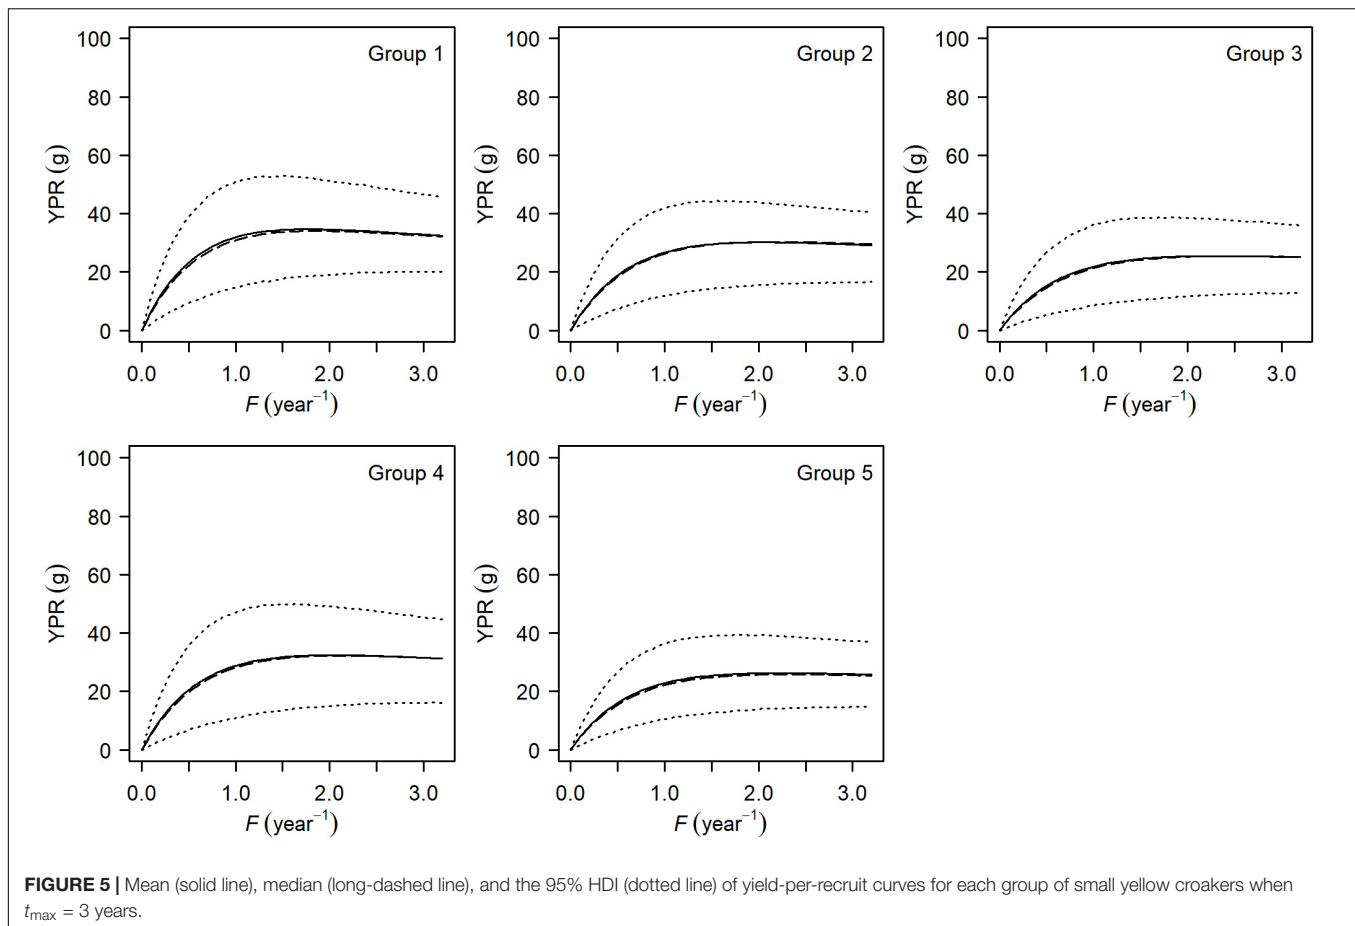 Group 1
YPR (g)
100
80
60
40
20
0
0.0 1.0 2.0 3.0
F (year⁻¹)
Group 2
YPR (g)
100
80
60
40
20
0
0.0 1.0 2.0 3.0
F (year⁻¹)
Group 3
YPR (g)
100
80
60
40
20
0
0.0 1.0 2.0 3.0
F (year⁻¹)
Group 4
YPR (g)
100
80
60
40
20
0
0.0 1.0 2.0 3.0
F (year⁻¹)
Group 5
YPR (g)
100
80
60
40
20
0
0.0 1.0 2.0 3.0
F (year⁻¹)
FIGURE 5 | Mean (solid line), median (long-dashed line), and the 95% HDI (dotted line) of yield-per-recruit curves for each group of small yellow croakers when
tmax = 3 years.